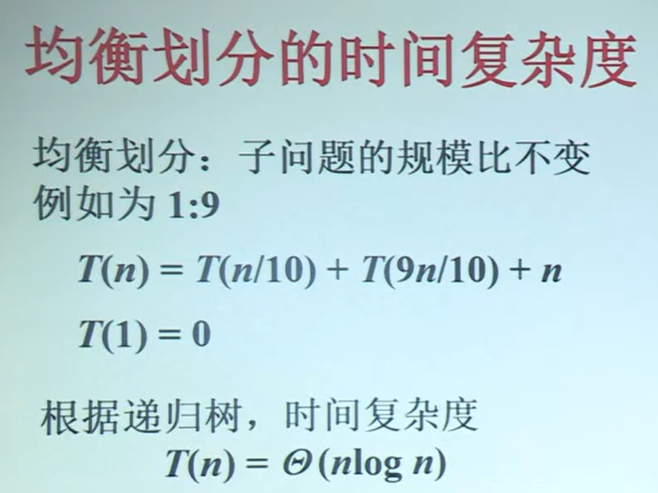 均衡划分的时间复杂度
均衡划分：子问题的规模比不变
例如为 1:9
T(n) = T(n/10) + T(9n/10) + n
T(1) = 0
根据递归树，时间复杂度
T(n) = Θ(nlog n)